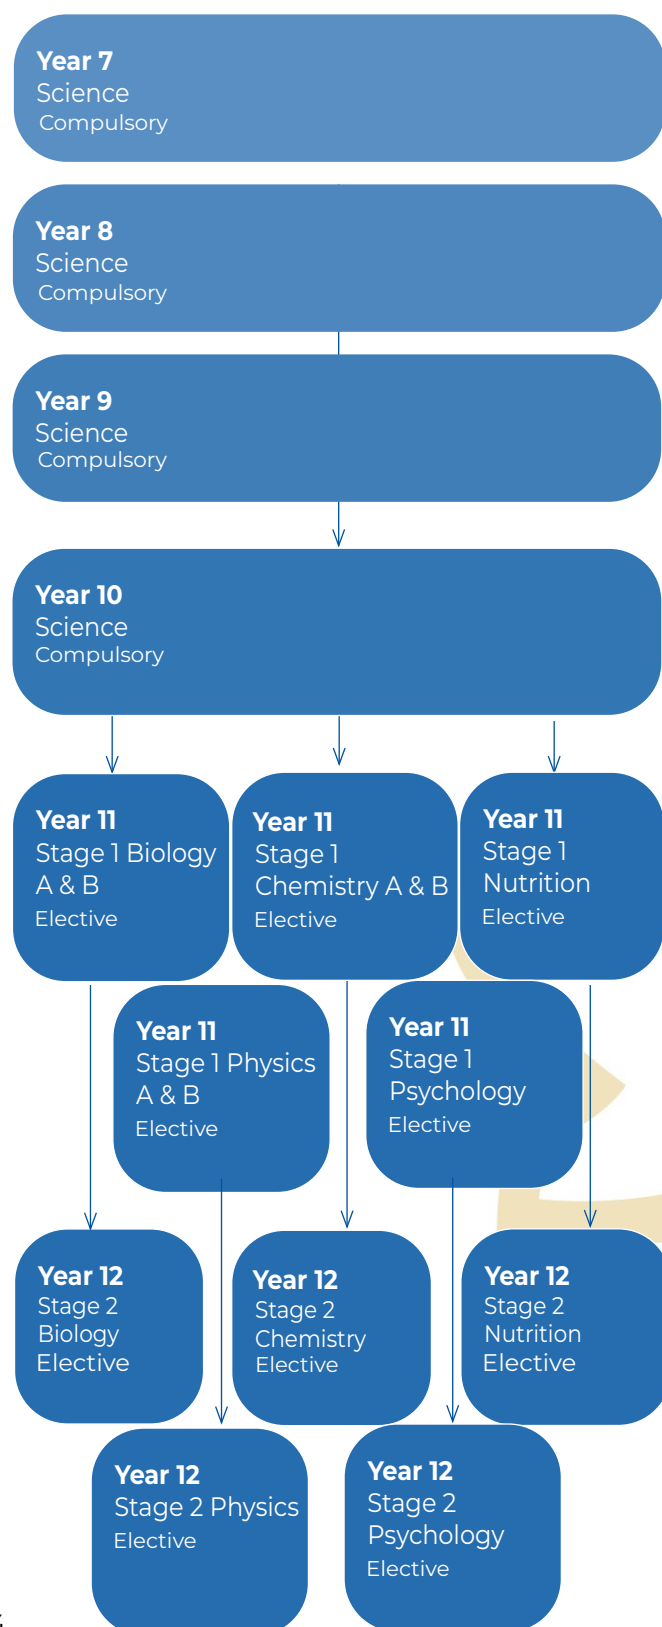 Year 7
Science
Compulsory
Year 8
Science
Compulsory
Year 9
Science
Compulsory
Year 10
Science
Compulsory
Year 11
Stage 1 Biology
A & B
Elective
Year 11
Stage 1
Chemistry A & B
Elective
Year 11
Stage 1
Nutrition
Elective
Year 11
Stage 1 Physics
A & B
Elective
Year 11
Stage 1
Psychology
Elective
Year 12
Stage 2
Biology
Elective
Year 12
Stage 2
Chemistry
Elective
Year 12
Stage 2
Nutrition
Elective
Year 12
Stage 2 Physics
Elective
Year 12
Stage 2
Psychology
Elective